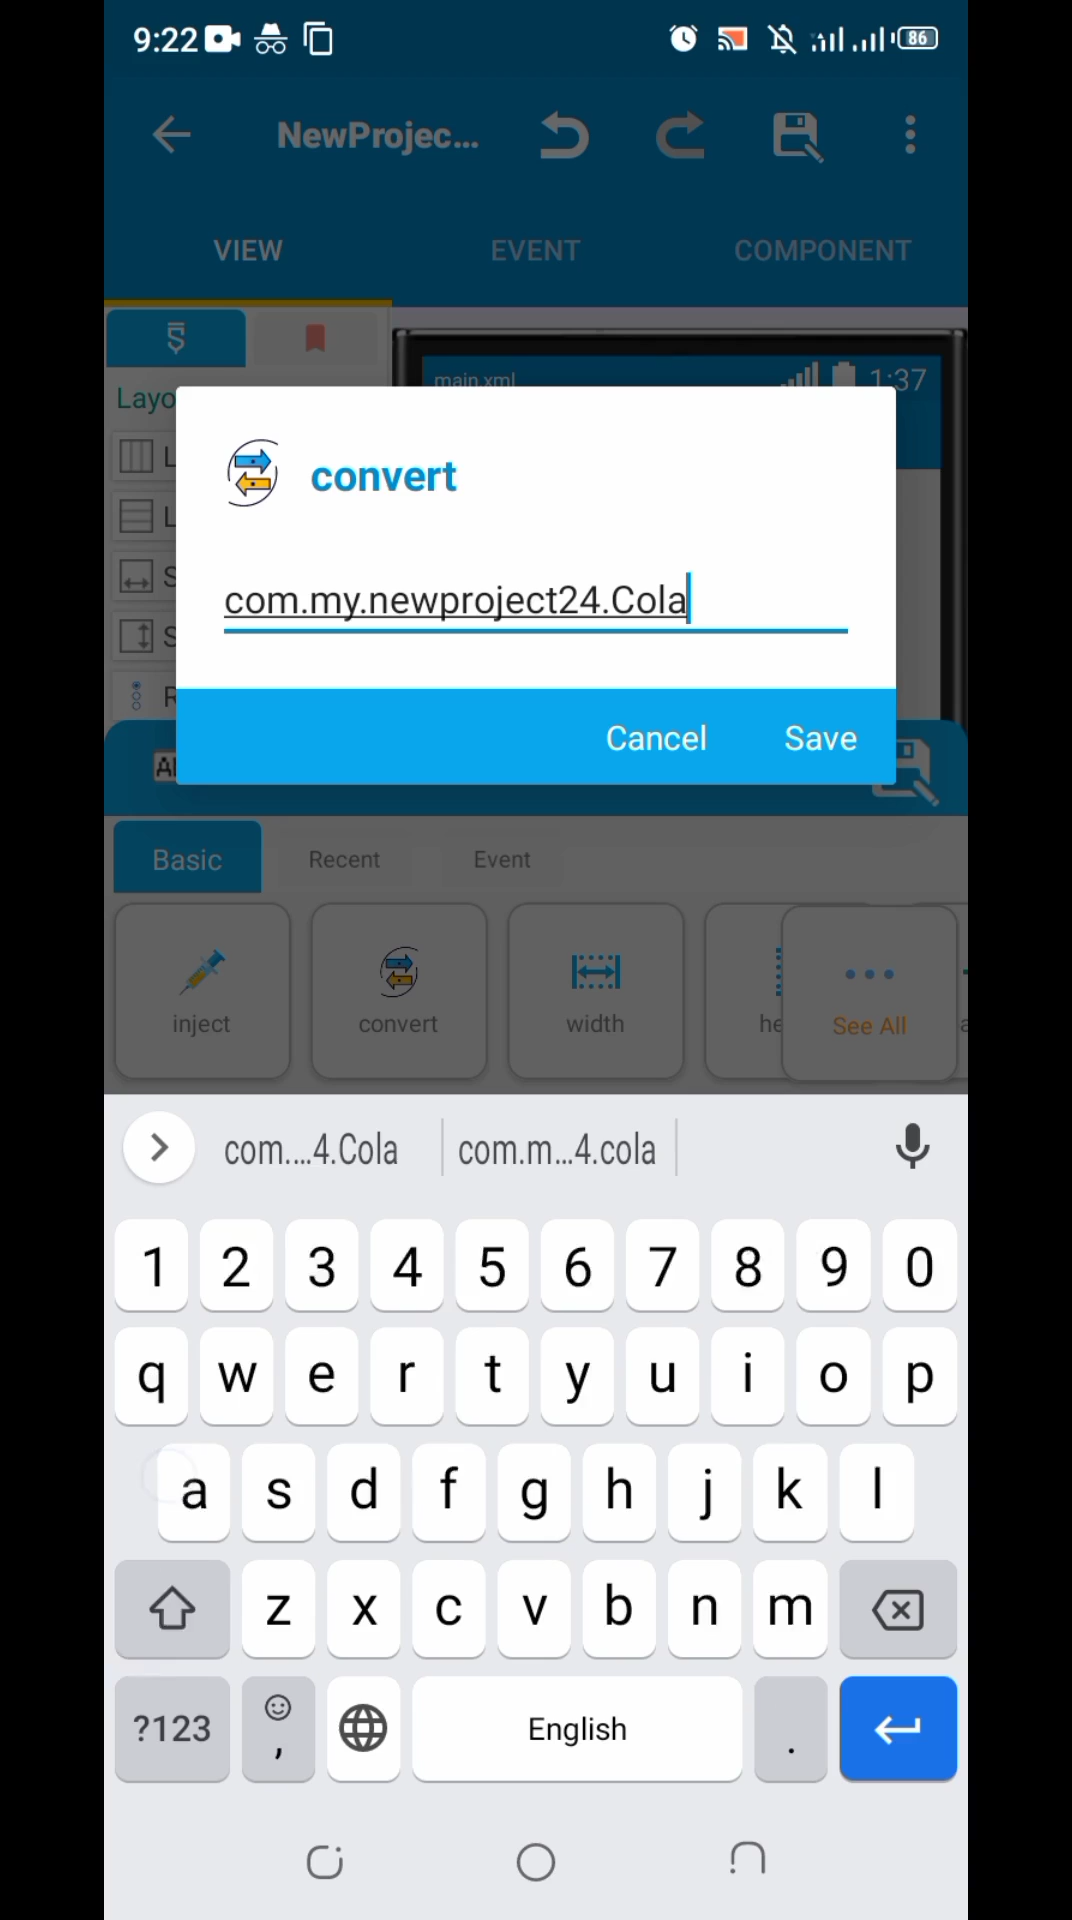 9:22 86
NewProjec...
VIEW EVENT COMPONENT
main.xml 1:37
Layo
L
L
S
S
R
convert
com.my.newproject24.Cola
Cancel Save
Basic Recent Event
inject convert width he See All
com....4.Cola com.m...4.cola
1 2 3 4 5 6 7 8 9 0
q w e r t y u i o p
a s d f g h j k l
z x c v b n m
?123 , English .